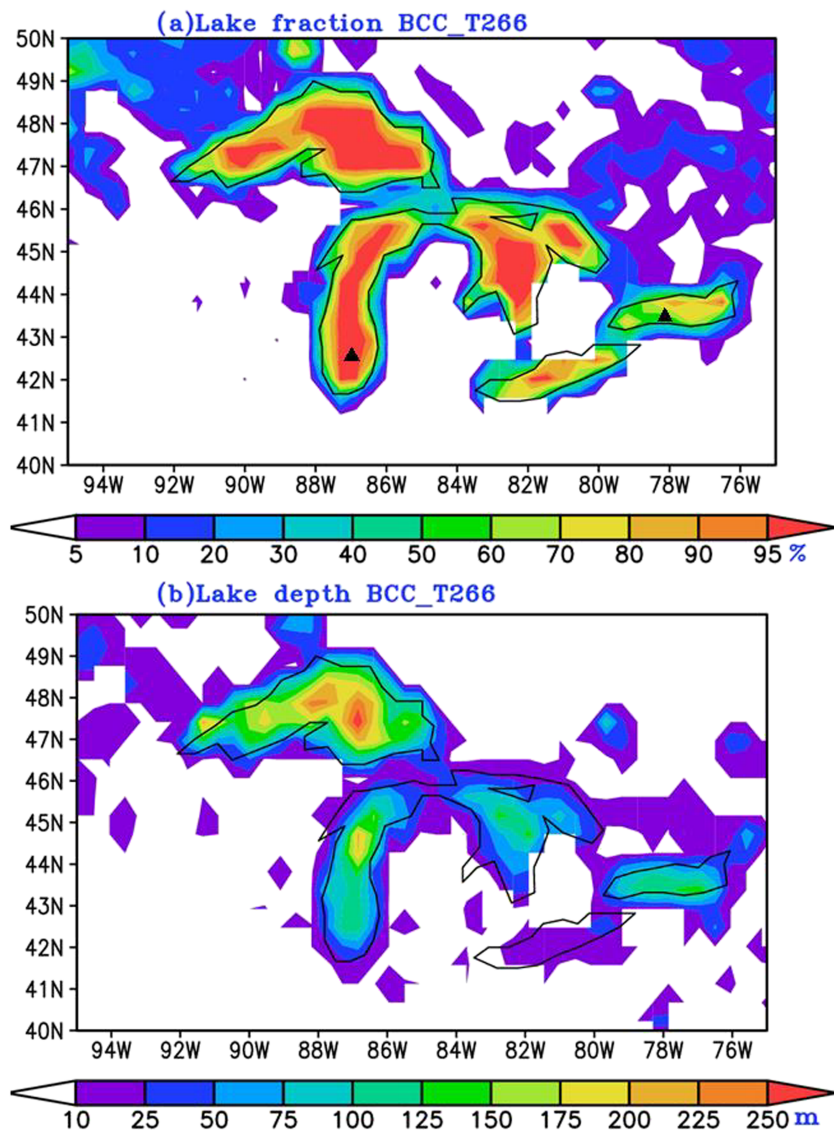 (a)Lake fraction BCC_T266
50N
49N
48N
47N
46N
45N
44N
43N
42N
41N
40N
94W 92W 90W 88W 86W 84W 82W 80W 78W 76W
5 10 20 30 40 50 60 70 80 90 95 %
(b)Lake depth BCC_T266
50N
49N
48N
47N
46N
45N
44N
43N
42N
41N
40N
94W 92W 90W 88W 86W 84W 82W 80W 78W 76W
10 25 50 75 100 125 150 175 200 225 250 m